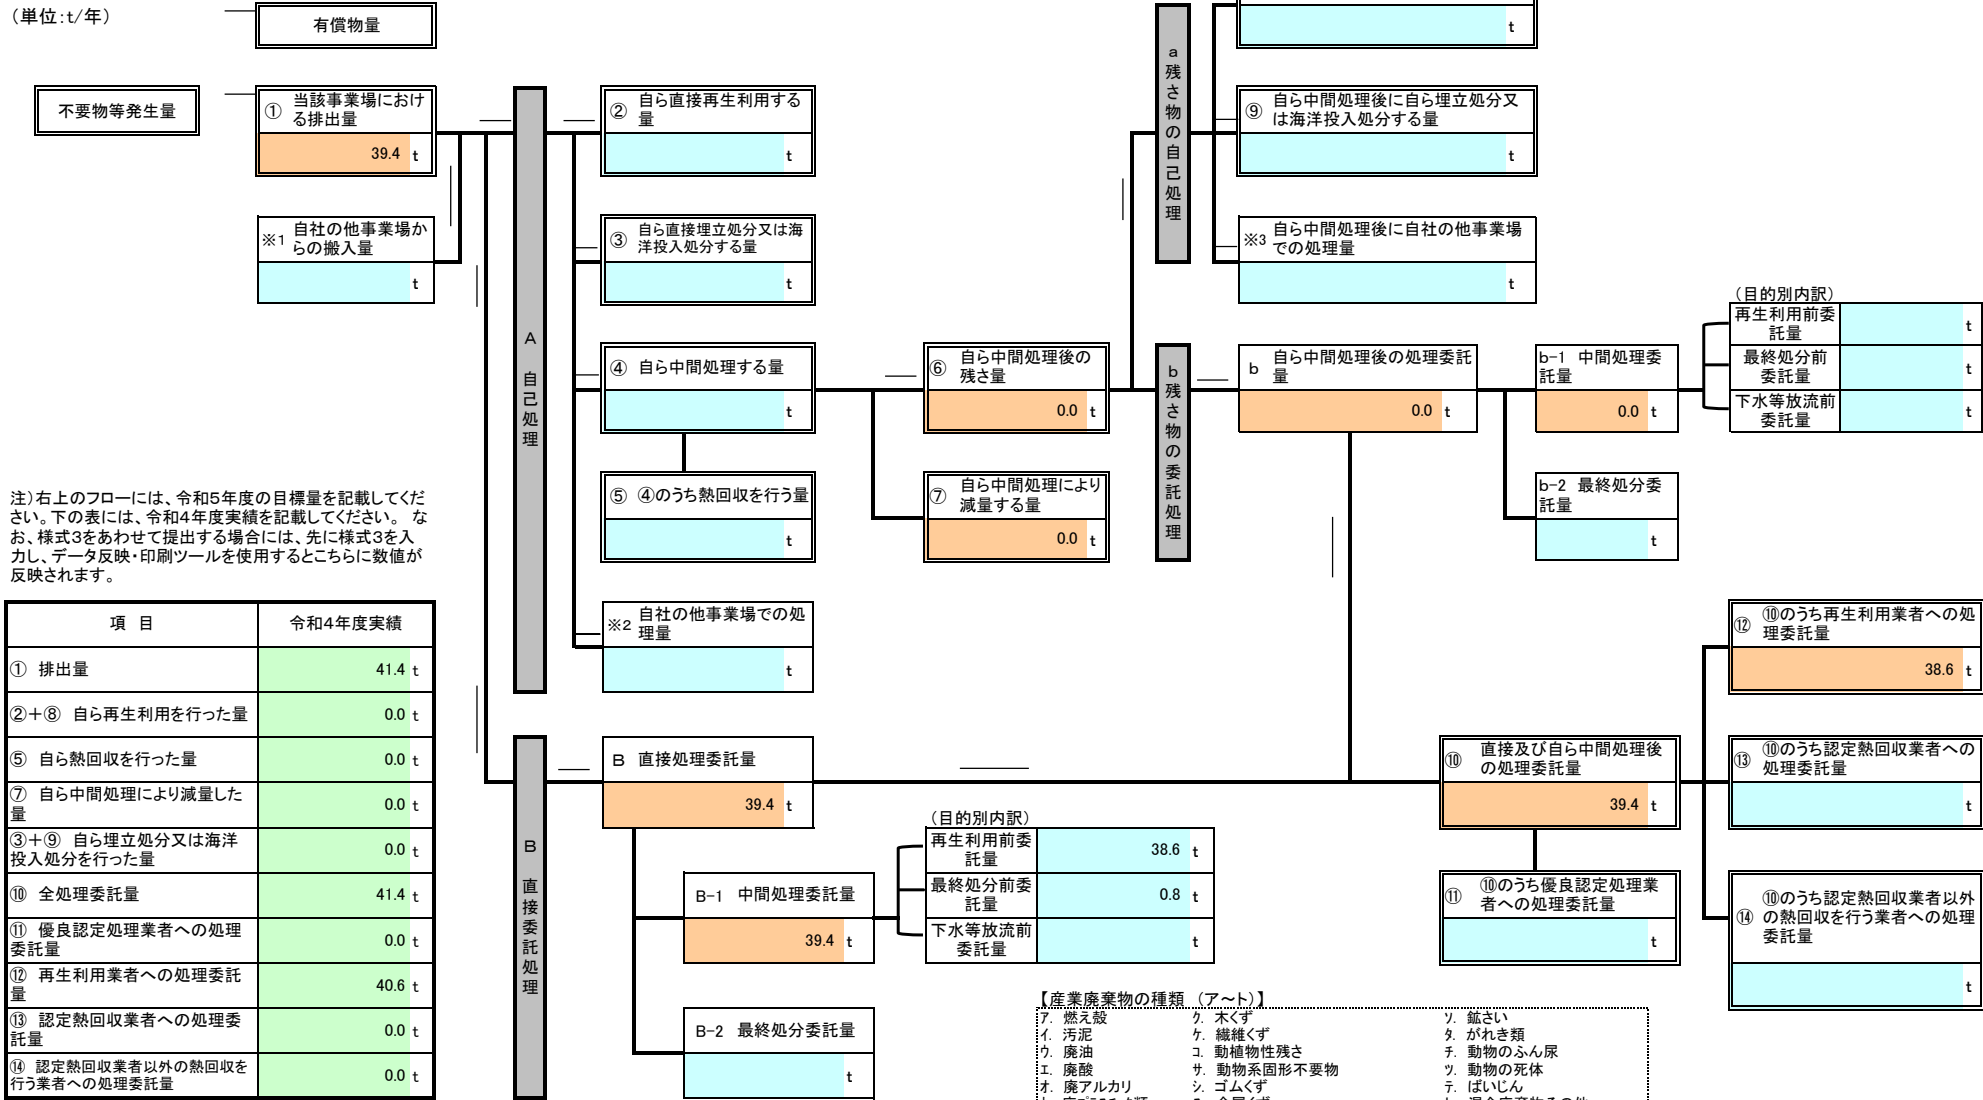 （単位:t/年）
有償物量
t
不要物等発生量
① 当該事業場におけ
る排出量
39.4 t
※1 自社の他事業場か
らの搬入量
t
A 自己処理
② 自ら直接再生利用する
量
t
③ 自ら直接埋立処分又は海
洋投入処分する量
t
④ 自ら中間処理する量
t
⑤ ④のうち熱回収を行う量
t
※2 自社の他事業場での処
理量
t
⑥ 自ら中間処理後の
残さ量
0.0 t
⑦ 自ら中間処理により
減量する量
0.0 t
a 残さ物の自己処理
⑨ 自ら中間処理後に自ら埋立処分又
は海洋投入処分する量
t
※3 自ら中間処理後に自社の他事業場
での処理量
t
b 残さ物の委託処理
b 自ら中間処理後の処理委託
量
0.0 t
b-1 中間処理委
託量
0.0 t
b-2 最終処分委
託量
t
（目的別内訳）
再生利用前委
託量
t
最終処分前
委託量
t
下水等放流前
委託量
t
注）右上のフローには、令和5年度の目標量を記載してくだ
さい。下の表には、令和4年度実績を記載してください。 な
お、様式3をあわせて提出する場合には、先に様式3を入
力し、データ反映・印刷ツールを使用するとこちらに数値が
反映されます。
項 目 令和4年度実績
① 排出量 41.4 t
②＋⑧ 自ら再生利用を行った量 0.0 t
⑤ 自ら熱回収を行った量 0.0 t
⑦ 自ら中間処理により減量した
量 0.0 t
③＋⑨ 自ら埋立処分又は海洋
投入処分を行った量 0.0 t
⑩ 全処理委託量 41.4 t
⑪ 優良認定処理業者への処理
委託量 0.0 t
⑫ 再生利用業者への処理委託
量 40.6 t
⑬ 認定熱回収業者への処理委
託量 0.0 t
⑭ 認定熱回収業者以外の熱回収を
行う業者への処理委託量 0.0 t
B 直接委託処理
B 直接処理委託量
39.4 t
B-1 中間処理委託量
39.4 t
B-2 最終処分委託量
t
（目的別内訳）
再生利用前委
託量
38.6 t
最終処分前委
託量
0.8 t
下水等放流前
委託量
t
⑩ 直接及び自ら中間処理後
の処理委託量
39.4 t
⑪ ⑩のうち優良認定処理業
者への処理委託量
t
⑫ ⑩のうち再生利用業者への処
理委託量
38.6 t
⑬ ⑩のうち認定熱回収業者への
処理委託量
t
⑭ ⑩のうち認定熱回収業者以外
の熱回収を行う業者への処理
委託量
t
【産業廃棄物の種類 （ア～ト）】
ア. 燃え殻 ク. 木くず ソ. 鉱さい
イ. 汚泥 ケ. 繊維くず タ. がれき類
ウ. 廃油 コ. 動植物性残さ チ. 動物のふん尿
エ. 廃酸 サ. 動物系固形不要物 ツ. 動物の死体
オ. 廃アルカリ シ. ゴムくず テ. ばいじん